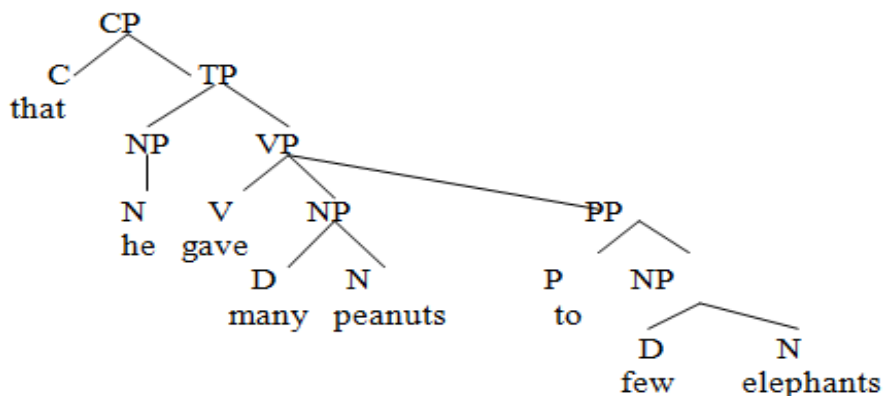 CP
C TP
that
NP VP
N V NP PP
he gave
D N P NP
many peanuts to
D N
few elephants